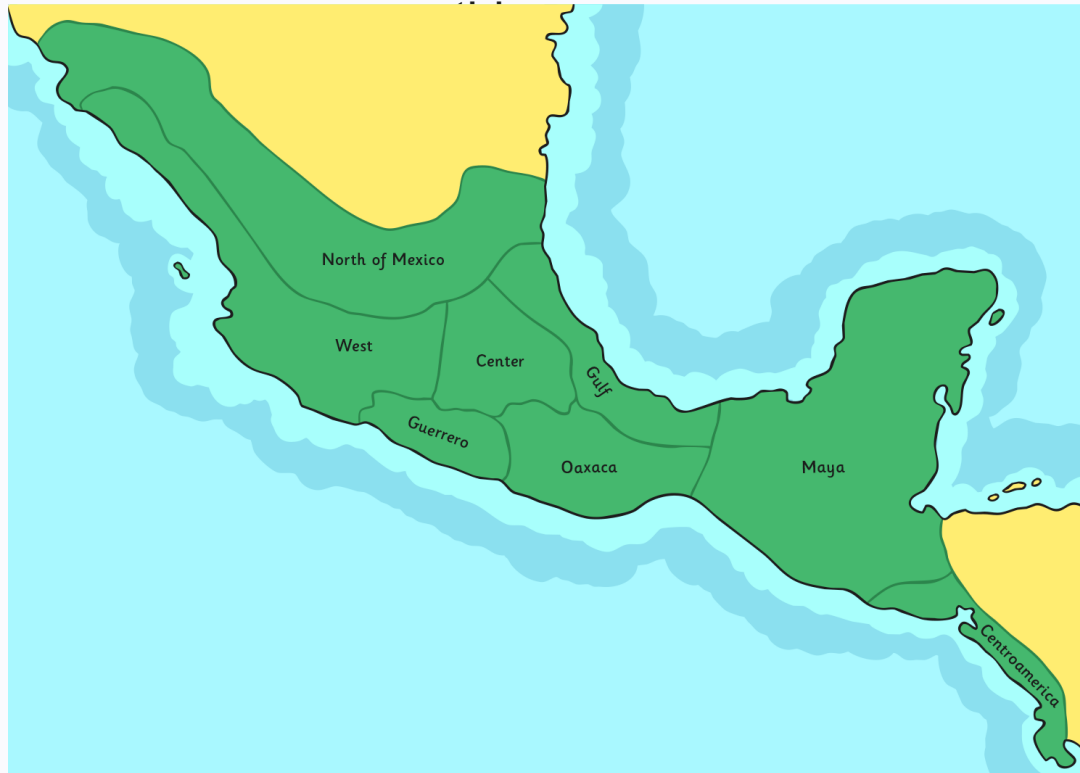 North of Mexico
West
Center
Gulf
Guerrero
Oaxaca
Maya
Centroamerica